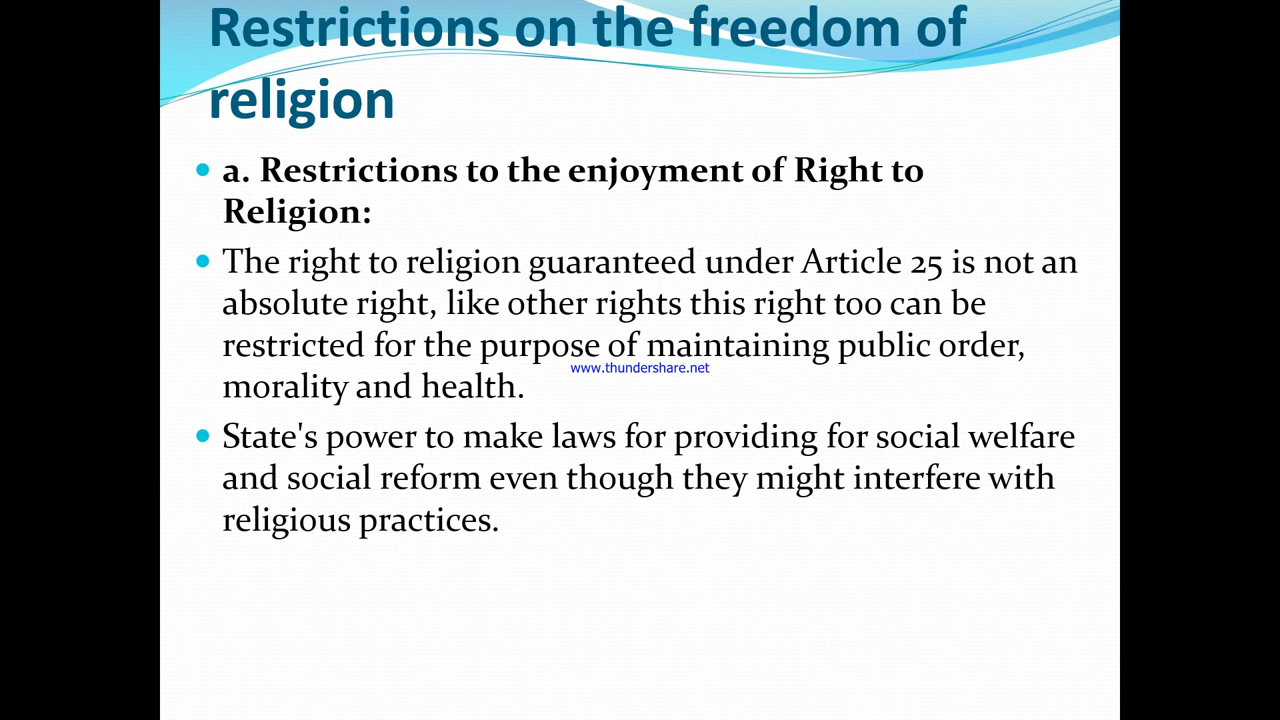 Restrictions on the freedom of
religion
• a. Restrictions to the enjoyment of Right to
Religion:
• The right to religion guaranteed under Article 25 is not an
absolute right, like other rights this right too can be
restricted for the purpose of maintaining public order,
www.thundershare.net
morality and health.
• State's power to make laws for providing for social welfare
and social reform even though they might interfere with
religious practices.